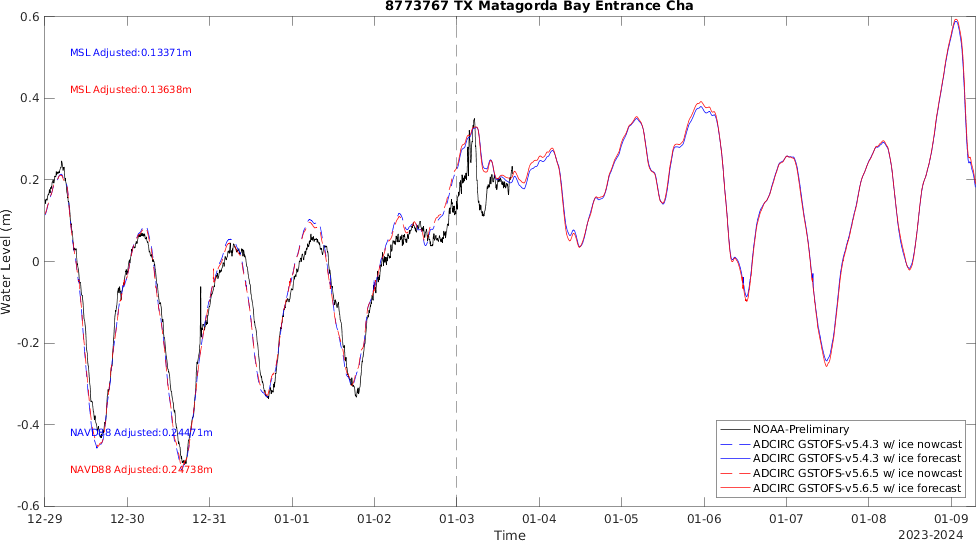 8773767 TX Matagorda Bay Entrance Cha
0.6
0.4
0.2
0
-0.2
-0.4
-0.6
Water Level (m)
MSL Adjusted:0.13371m
MSL Adjusted:0.13638m
NAVD88 Adjusted:0.24471m
NAVD88 Adjusted:0.24738m
NOAA-Preliminary
ADCIRC GSTOFS-v5.4.3 w/ ice nowcast
ADCIRC GSTOFS-v5.4.3 w/ ice forecast
ADCIRC GSTOFS-v5.6.5 w/ ice nowcast
ADCIRC GSTOFS-v5.6.5 w/ ice forecast
12-29 12-30 12-31 01-01 01-02 01-03 01-04 01-05 01-06 01-07 01-08 01-09
Time
2023-2024